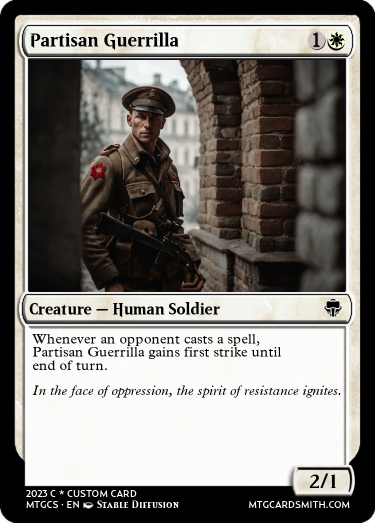 Partisan Guerrilla 1
Creature — Human Soldier
Whenever an opponent casts a spell,
Partisan Guerrilla gains first strike until
end of turn.
In the face of oppression, the spirit of resistance ignites.
2/1
2023 C * CUSTOM CARD
MTGCS · EN Stable Diffusion MTGCARDSMITH.COM